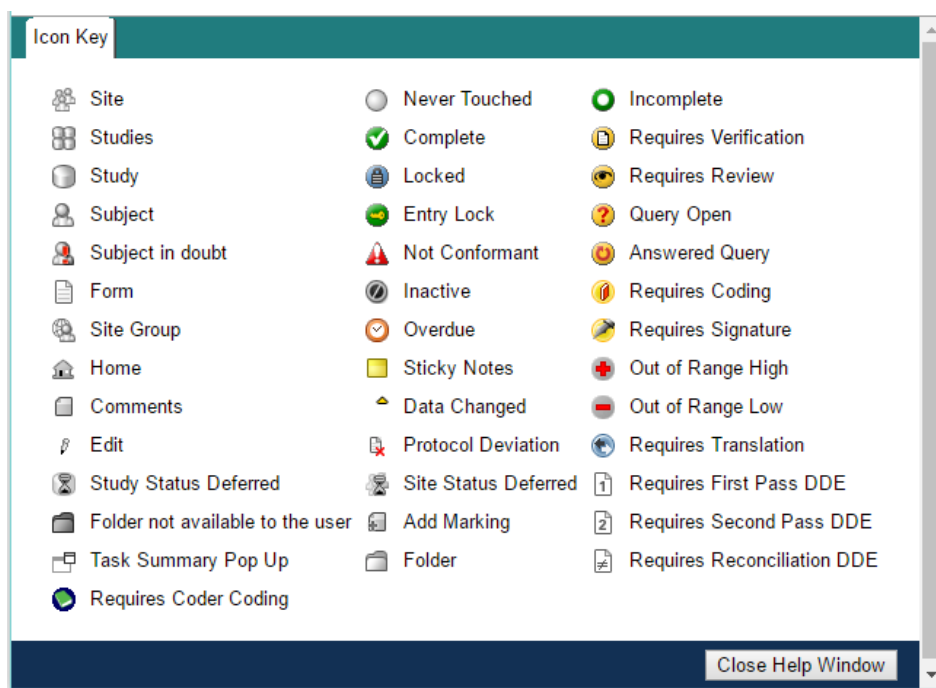 Icon Key
Site
Never Touched
Incomplete
Studies
Complete
Requires Verification
Study
Locked
Requires Review
Subject
Entry Lock
Query Open
Subject in doubt
Not Conformant
Answered Query
Form
Inactive
Requires Coding
Site Group
Overdue
Requires Signature
Home
Sticky Notes
Out of Range High
Comments
Data Changed
Out of Range Low
Edit
Protocol Deviation
Requires Translation
Study Status Deferred
Site Status Deferred
1
Requires First Pass DDE
Folder not available to the user
Add Marking
2
Requires Second Pass DDE
Task Summary Pop Up
Folder
≠
Requires Reconciliation DDE
Requires Coder Coding
Close Help Window